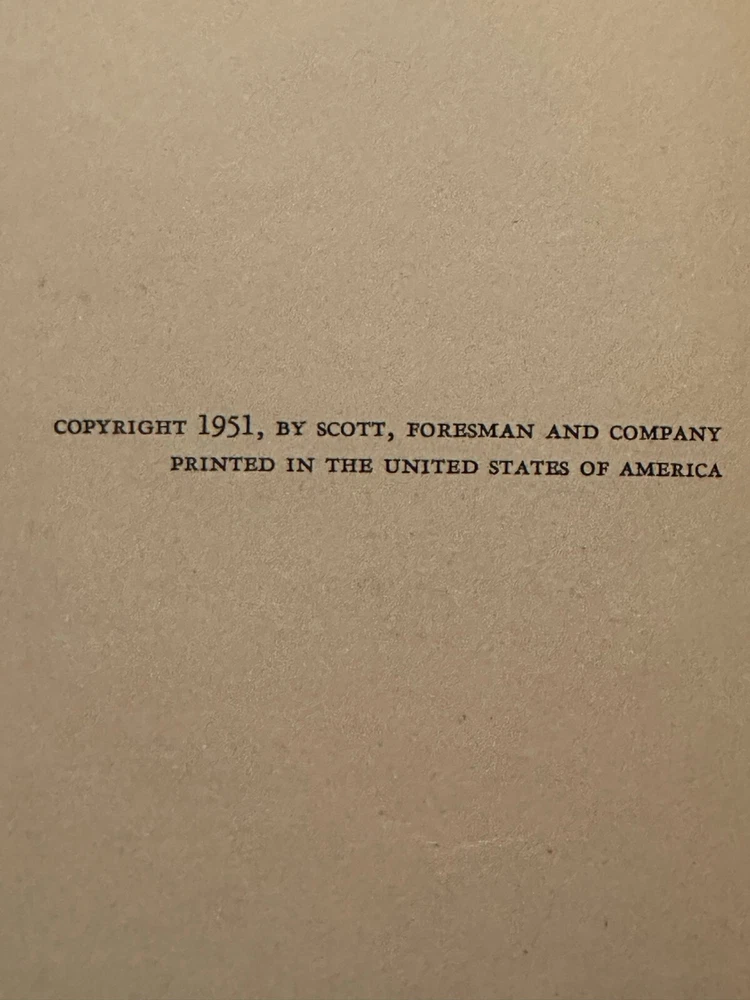 COPYRIGHT 1951, BY SCOTT, FORESMAN AND COMPANY
PRINTED IN THE UNITED STATES OF AMERICA